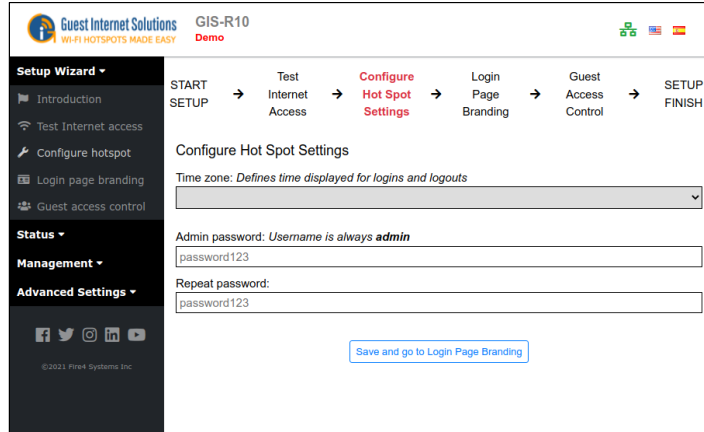 Guest Internet Solutions
WI-FI HOTSPOTS MADE EASY
GIS-R10
Demo
Setup Wizard
Introduction
Test Internet access
Configure hotspot
Login page branding
Guest access control
Status
Management
Advanced Settings
©2021 Fire4 Systems Inc
START
SETUP
Test
Internet
Access
Configure
Hot Spot
Settings
Login
Page
Branding
Guest
Access
Control
SETUP
FINISH
Configure Hot Spot Settings
Time zone: Defines time displayed for logins and logouts
Admin password: Username is always admin
password123
Repeat password:
password123
Save and go to Login Page Branding